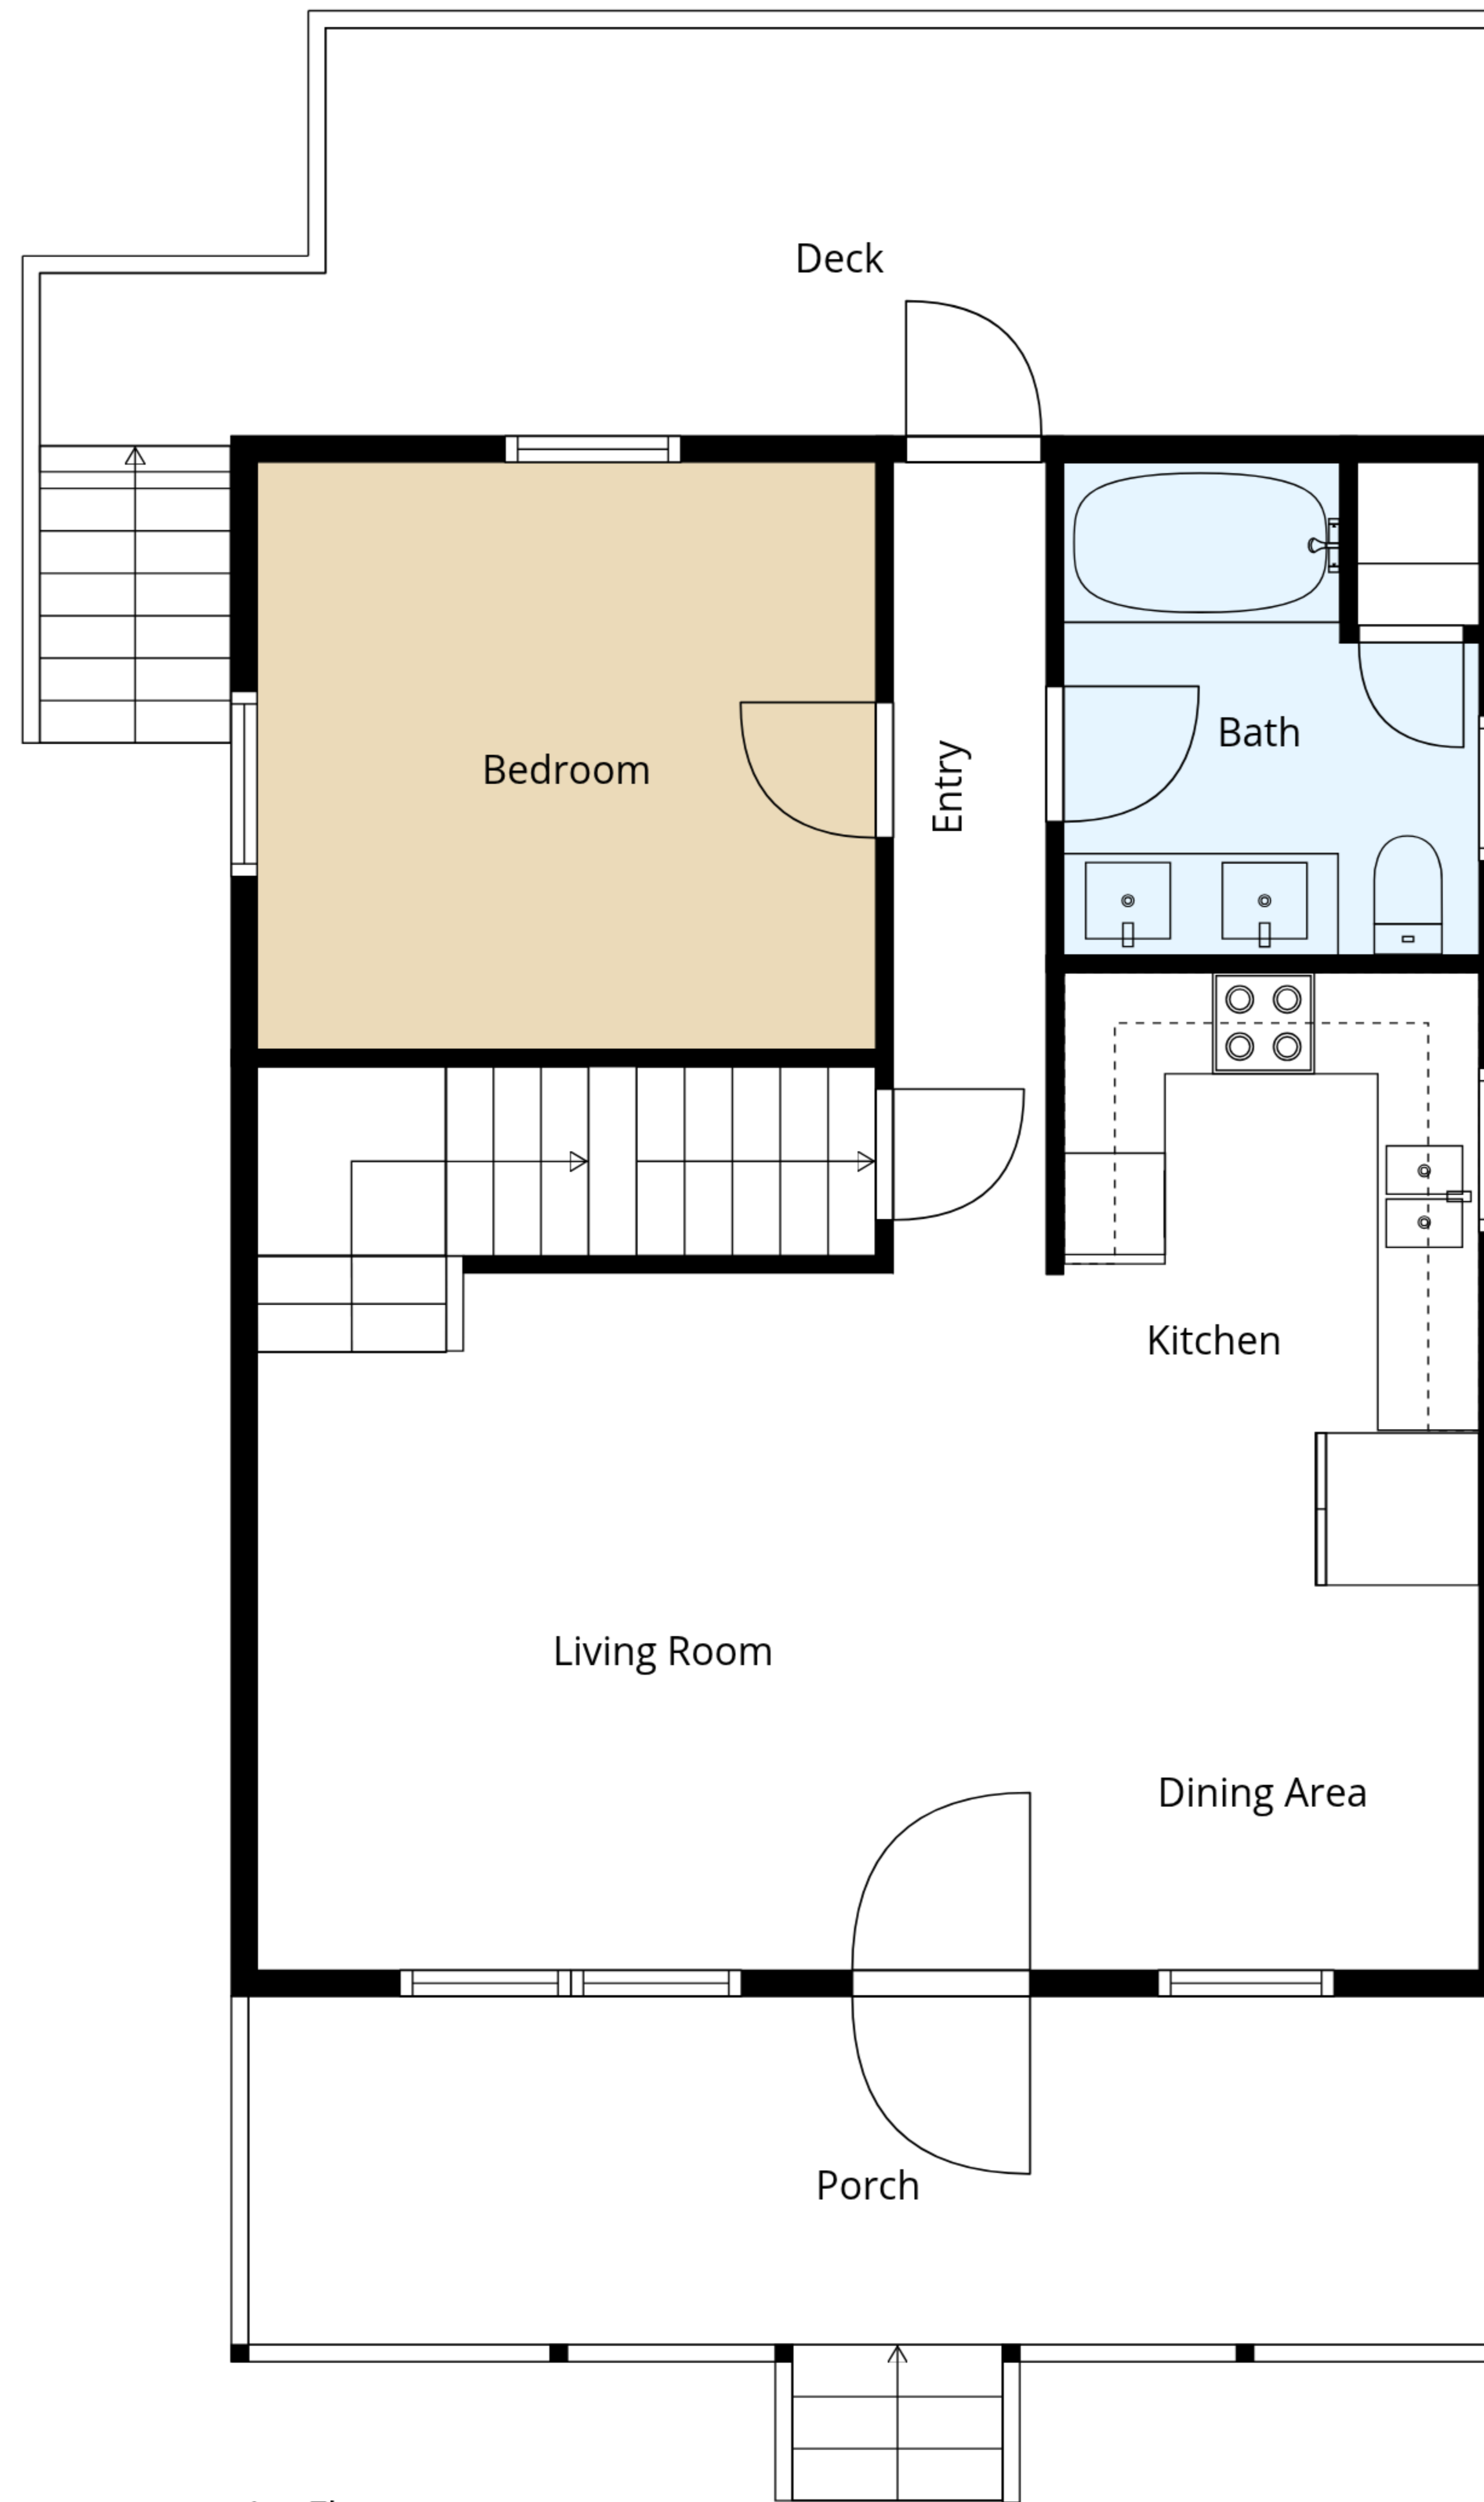 Deck
Bedroom
Entry
Bath
Kitchen
Living Room
Dining Area
Porch